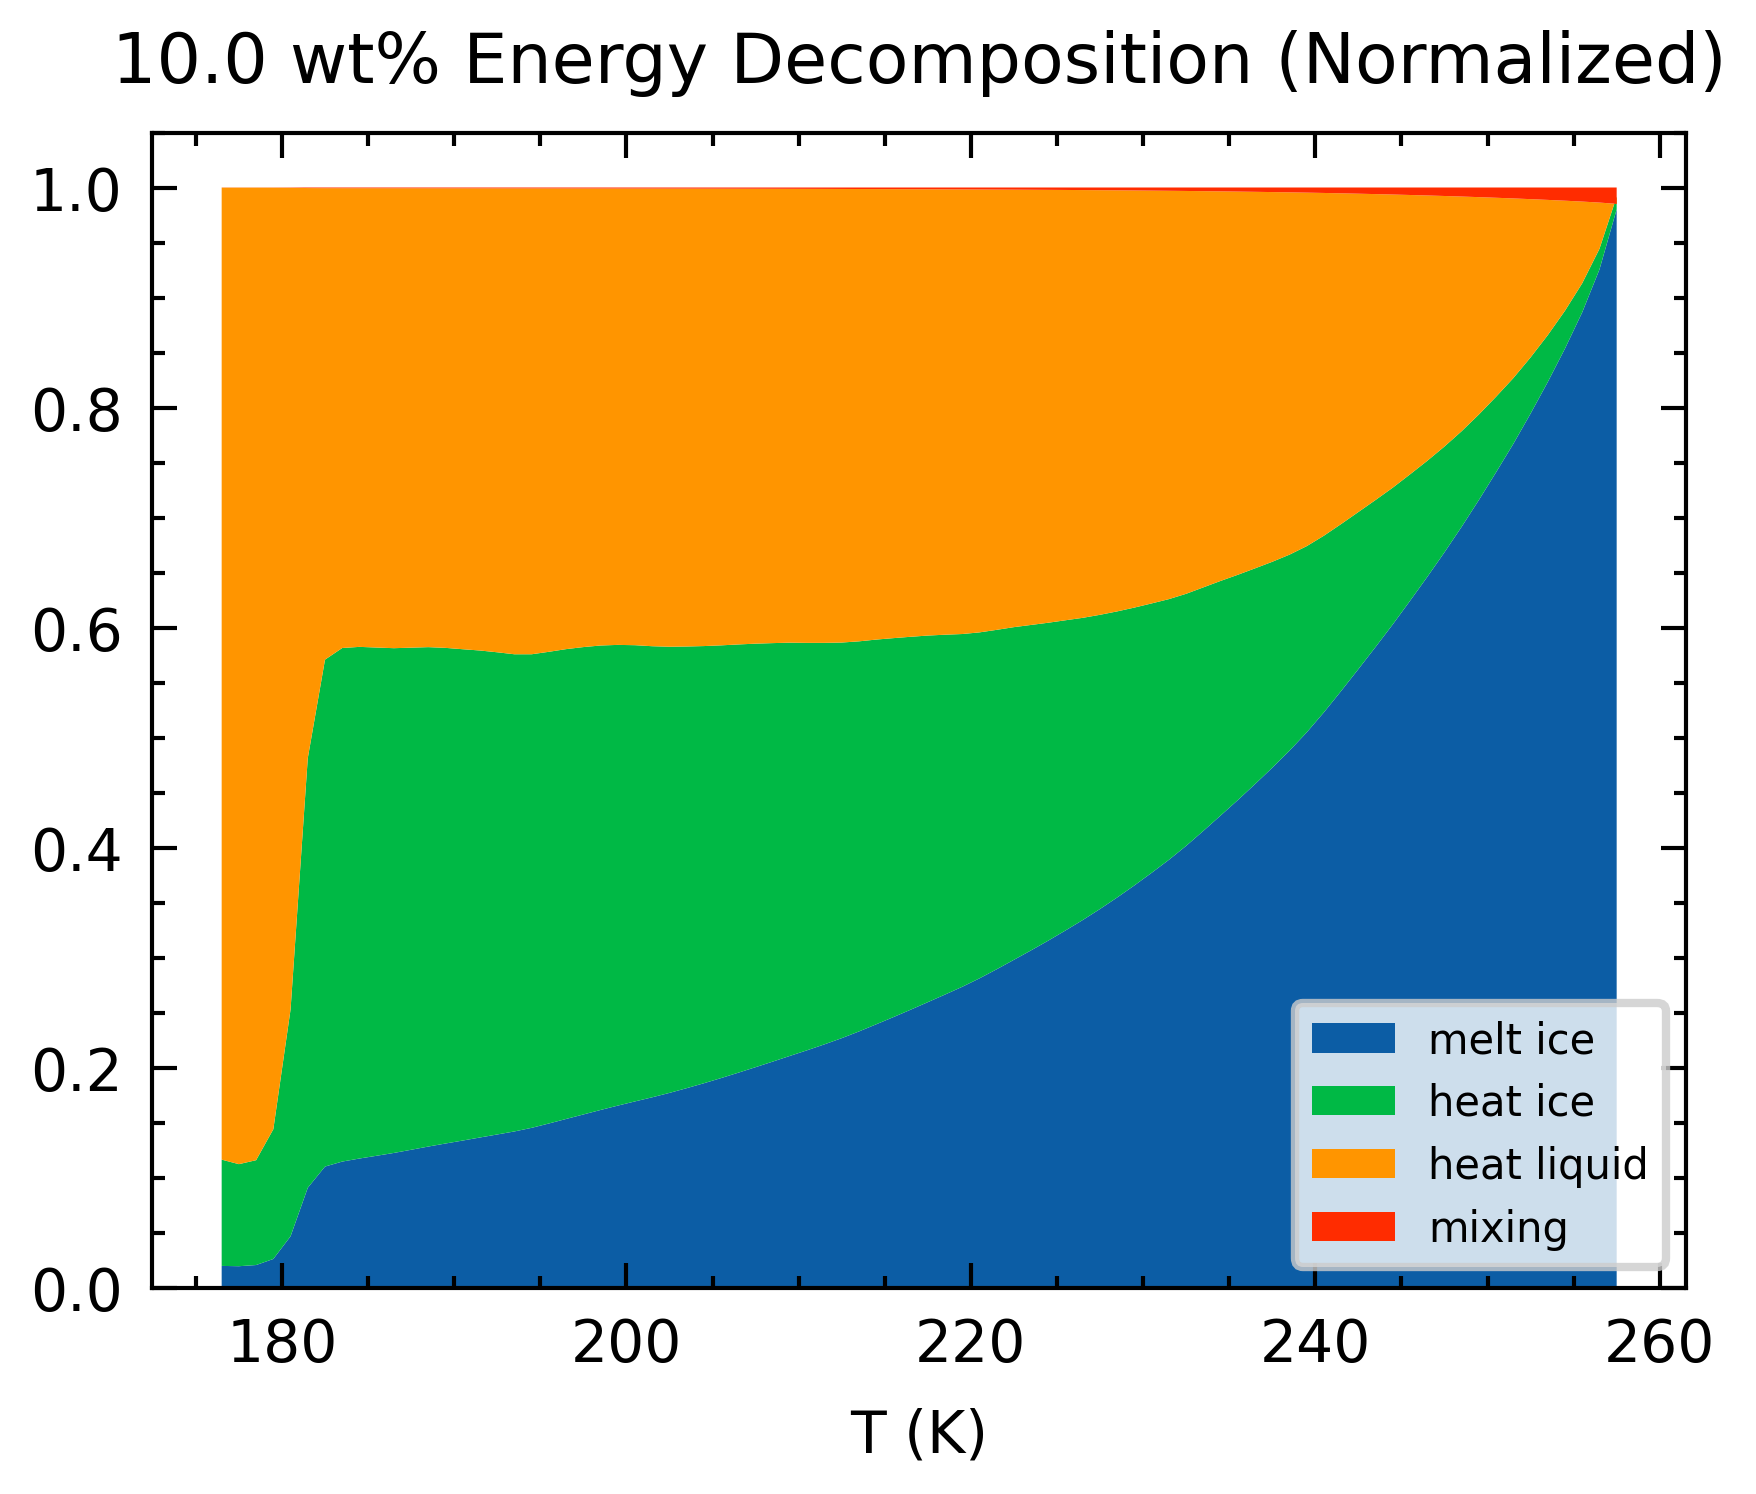 10.0 wt% Energy Decomposition (Normalized)
1.0
0.8
0.6
0.4
0.2
0.0
melt ice
heat ice
heat liquid
mixing
180 200 220 240 260
T (K)